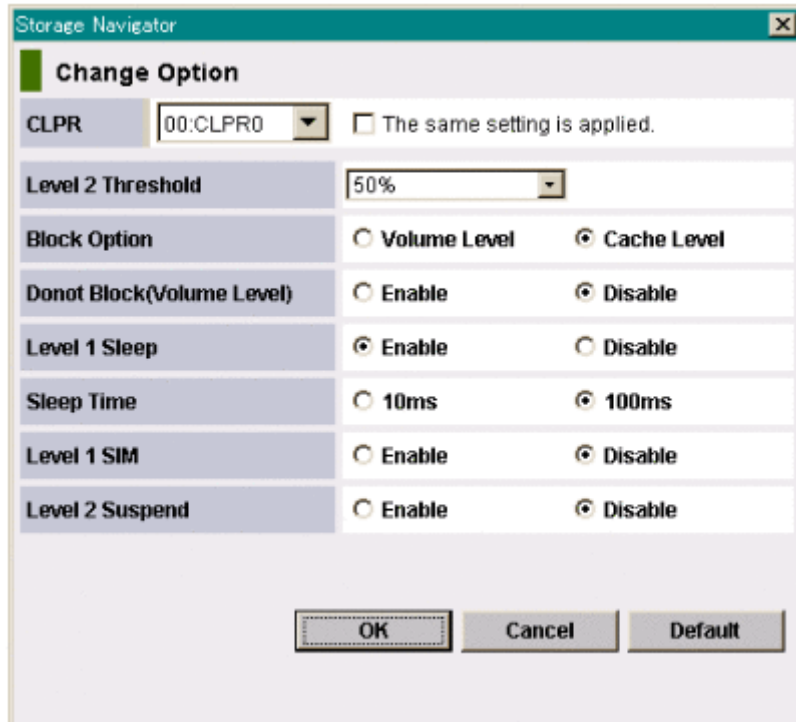 Storage Navigator
Change Option
CLPR 00:CLPR0 The same setting is applied.
Level 2 Threshold 50%
Block Option Volume Level Cache Level
Donot Block(Volume Level) Enable Disable
Level 1 Sleep Enable Disable
Sleep Time 10ms 100ms
Level 1 SIM Enable Disable
Level 2 Suspend Enable Disable
OK Cancel Default